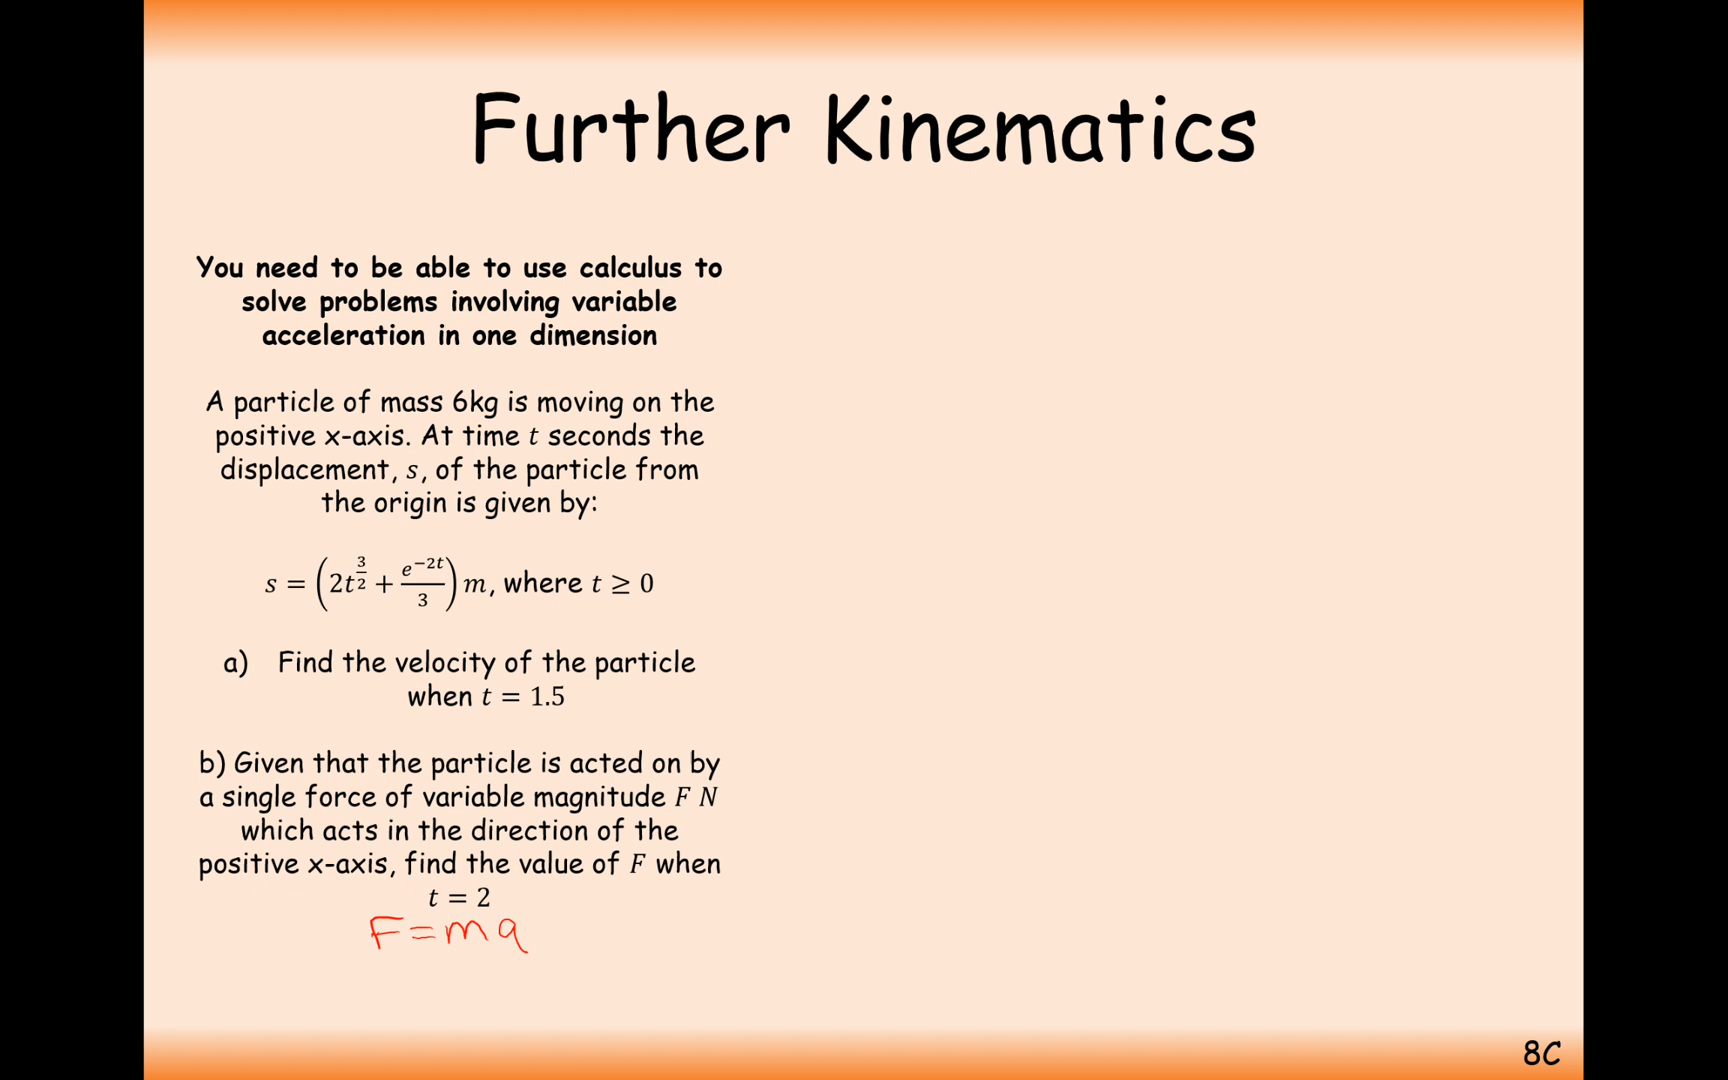 Further Kinematics
You need to be able to use calculus to
solve problems involving variable
acceleration in one dimension
A particle of mass 6kg is moving on the
positive x-axis. At time t seconds the
displacement, s, of the particle from
the origin is given by:
s = (2t^{3/2} + \frac{e^{-2t}}{3}) m, where t ≥ 0
a) Find the velocity of the particle
when t = 1.5
b) Given that the particle is acted on by
a single force of variable magnitude F N
which acts in the direction of the
positive x-axis, find the value of F when
t = 2
F = ma
8C